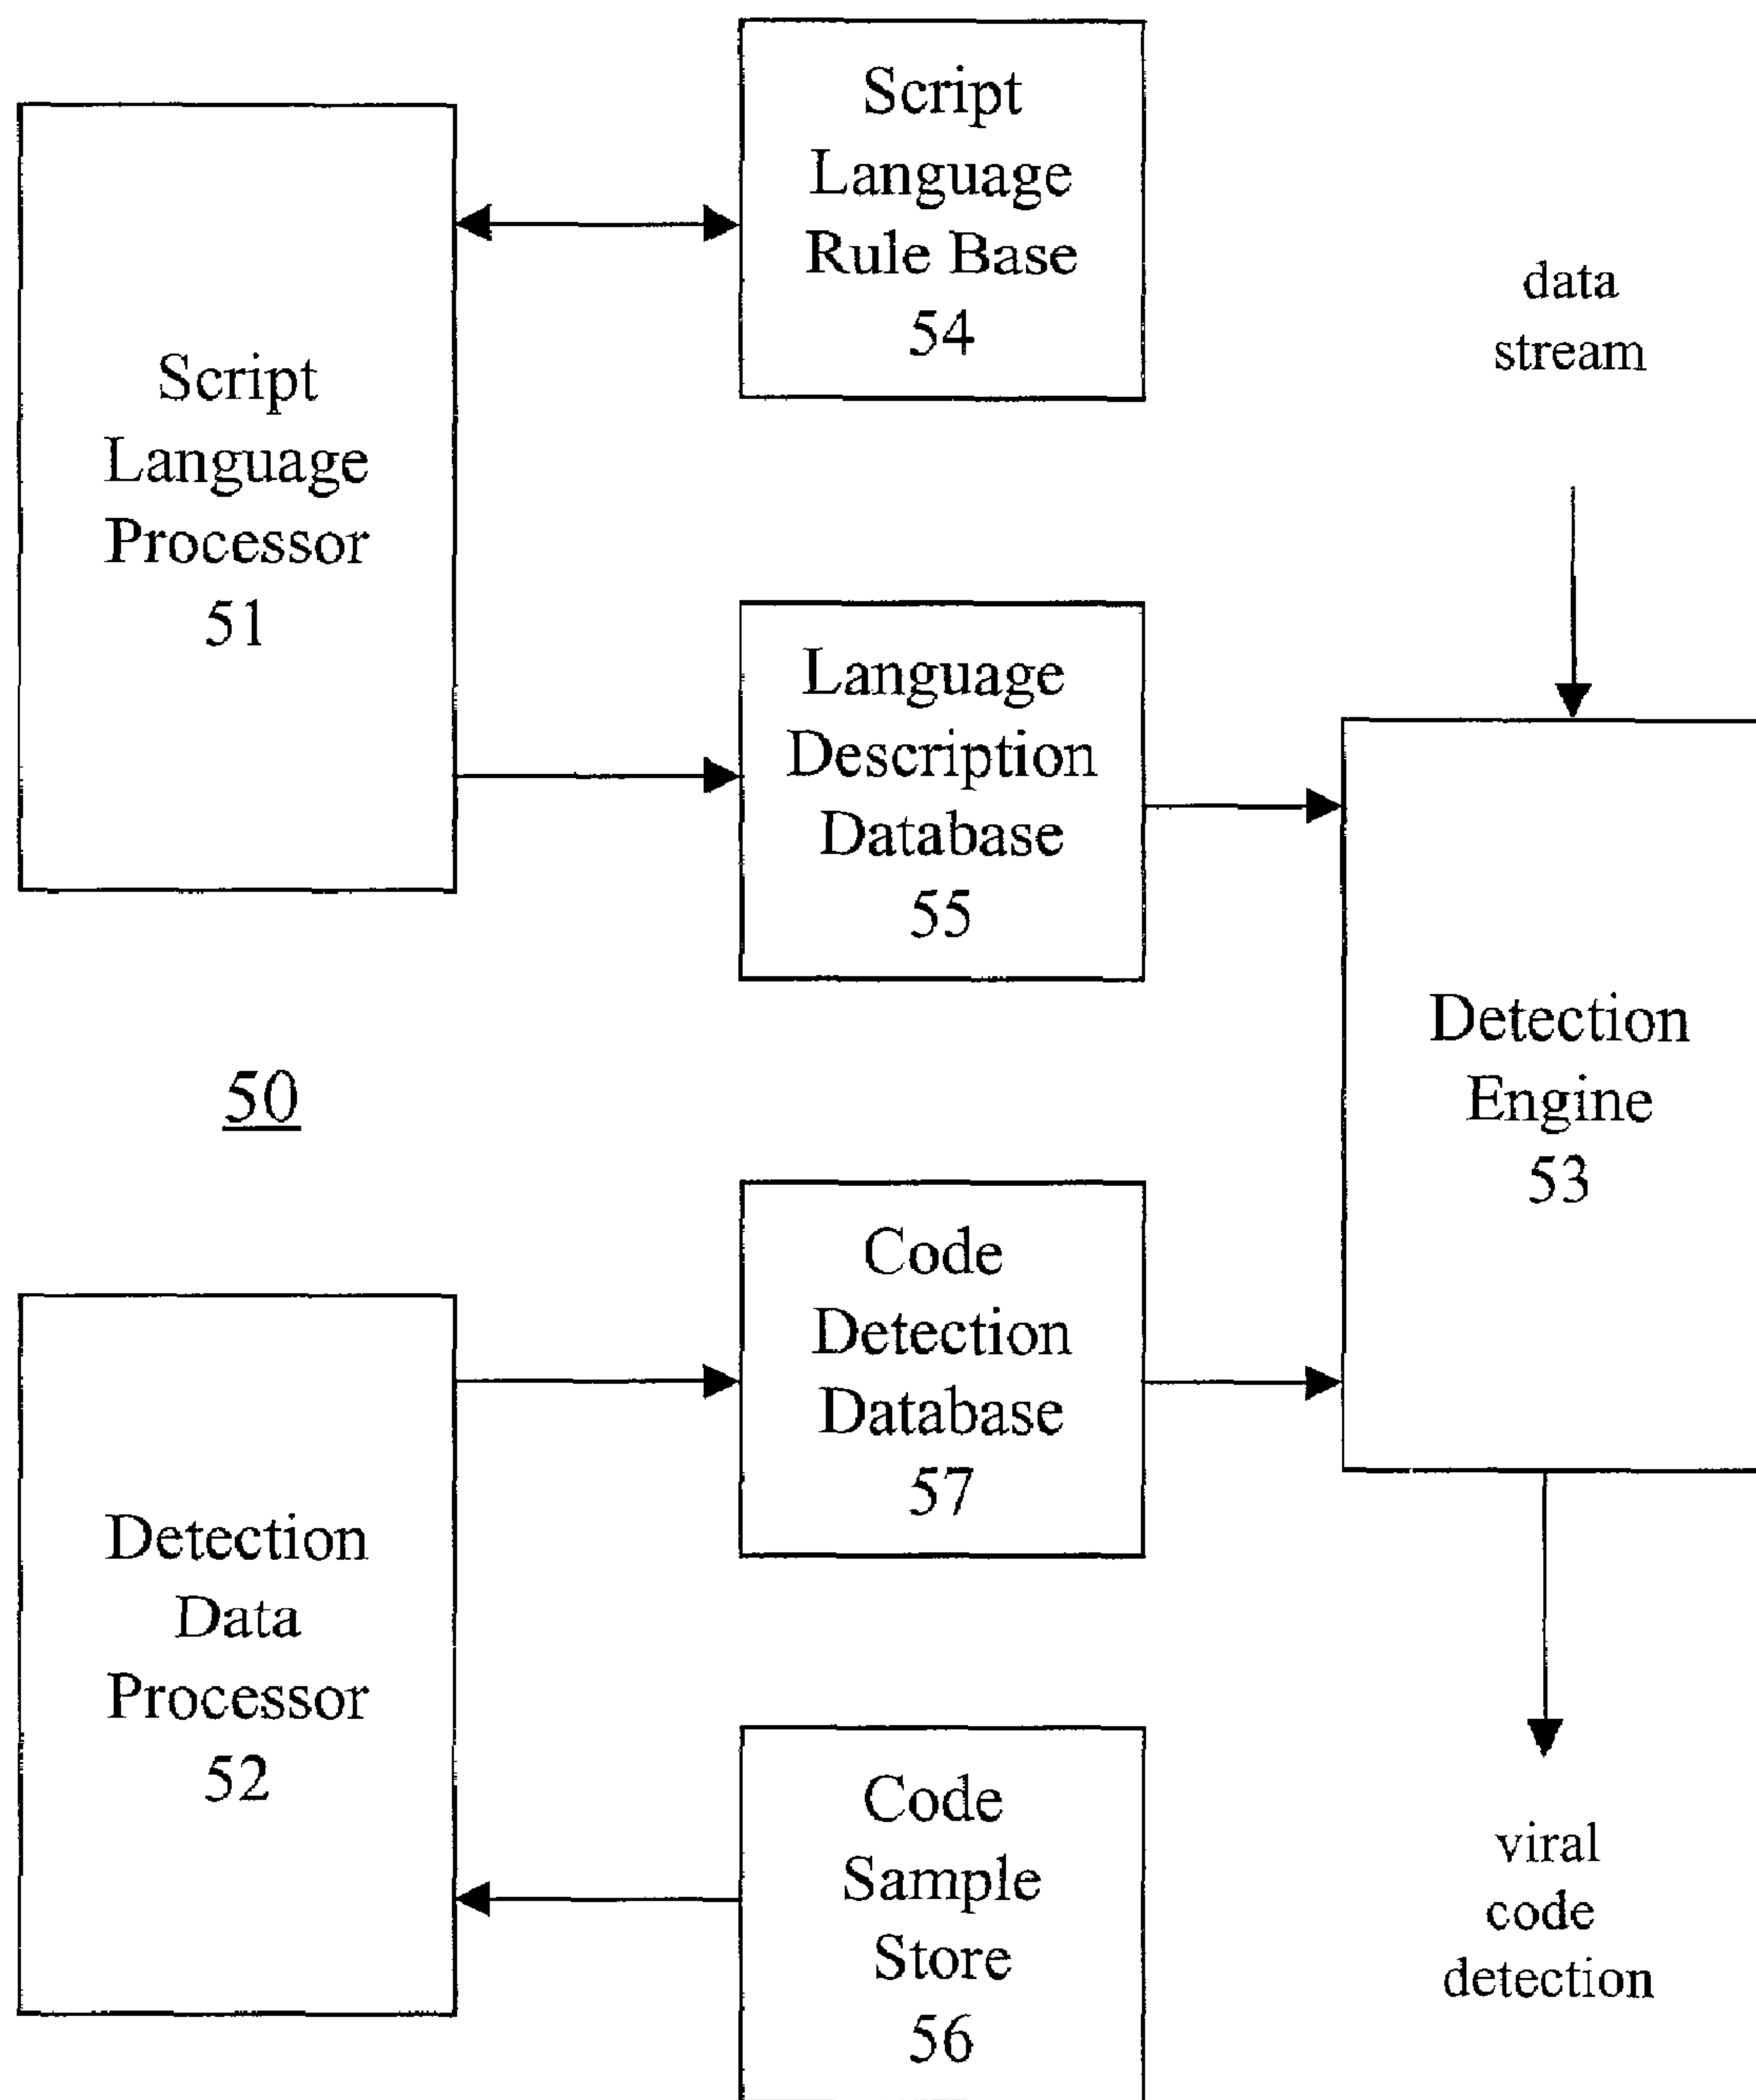 Script
Language
Rule Base
54
Script
Language
Processor
51
data
stream
Language
Description
Database
55
Detection
Engine
53
50
Code
Detection
Database
57
Detection
Data
Processor
52
Code
Sample
Store
56
viral
code
detection